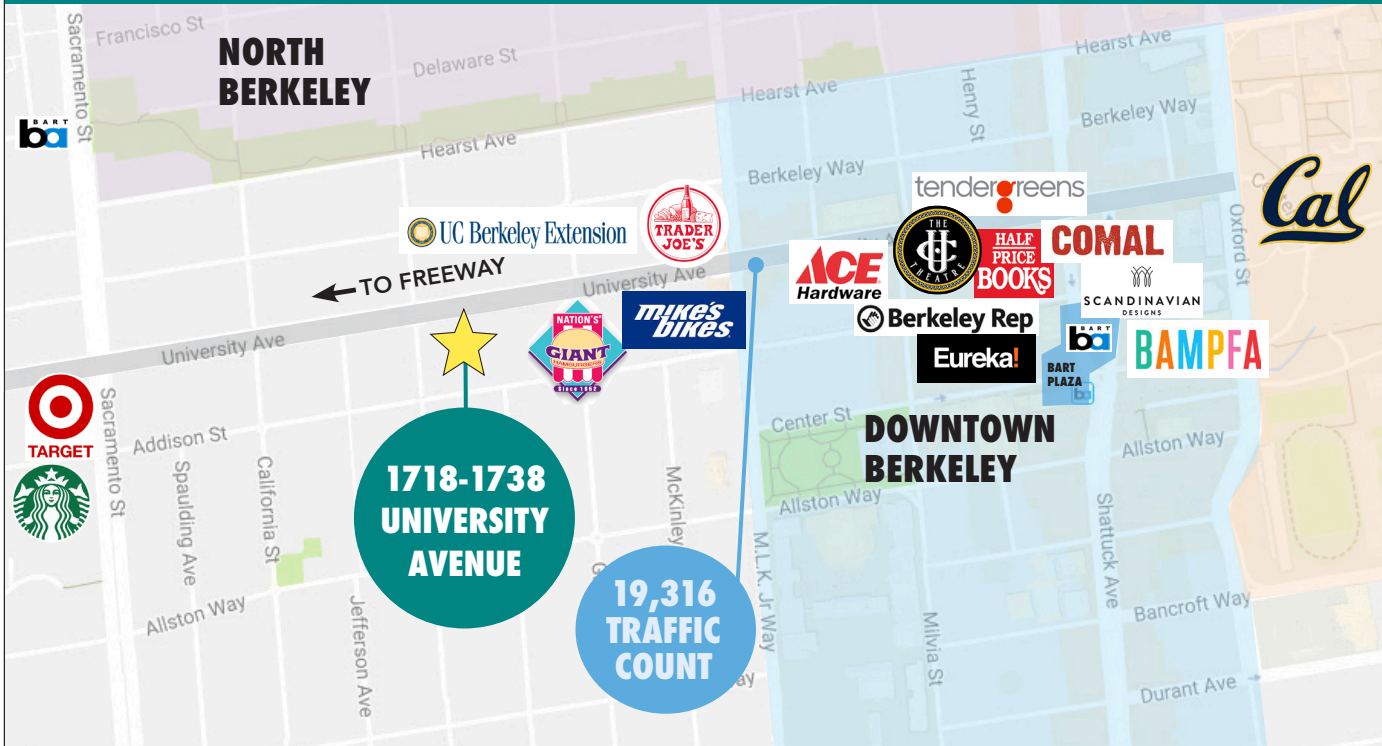 Francisco St
Sacramento St
NORTH
BERKELEY
Delaware St
Hearst Ave
Hearst Ave
Henry St
Hearst Ave
Berkeley Way
BART
ba
Berkeley Way
tendergreens
Cal
UC Berkeley Extension
TRADER
JOE'S
THE
UC
THEATRE
HALF
PRICE
BOOKS
COMAL
Oxford St
TO FREEWAY
University Ave
ACE
Hardware
SCANDINAVIAN
DESIGNS
NATION'S
GIANT
HAMBURGERS
Since 1952
mike's
bikes
Berkeley Rep
Eureka!
BART
ba
BAMPFA
University Ave
BART
PLAZA
ba
TARGET
Sacramento St
Addison St
Spaulding Ave
California St
1718-1738
UNIVERSITY
AVENUE
McKinley
Center St
DOWNTOWN
BERKELEY
Allston Way
Allston Way
Shattuck Ave
M.L.K. Jr Way
19,316
TRAFFIC
COUNT
Allston Way
Jefferson Ave
Milvia St
Bancroft Way
Durant Ave